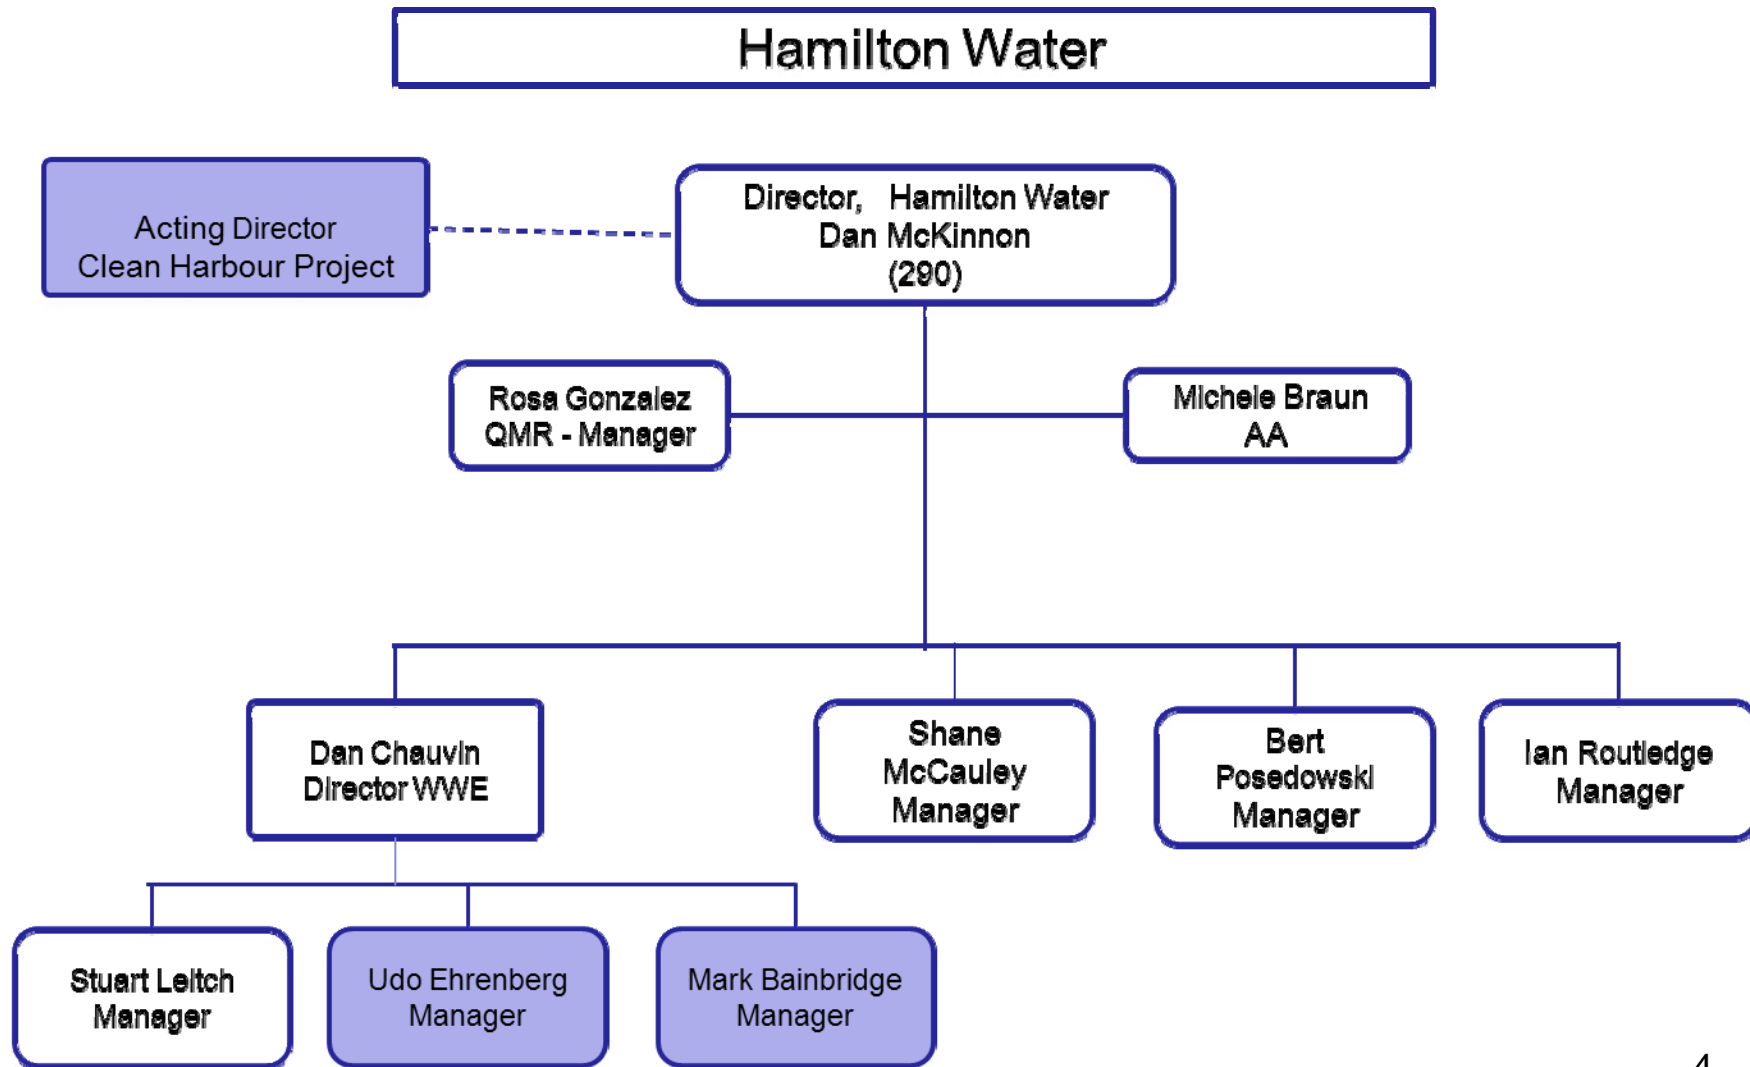 Hamilton Water
Acting Director
Clean Harbour Project
Director, Hamilton Water
Dan McKinnon
(290)
Rosa Gonzalez
QMR - Manager
Michele Braun
AA
Dan Chauvin
Director WWE
Shane
McCauley
Manager
Bert
Posedowski
Manager
Ian Routledge
Manager
Stuart Leitch
Manager
Udo Ehrenberg
Manager
Mark Bainbridge
Manager
4